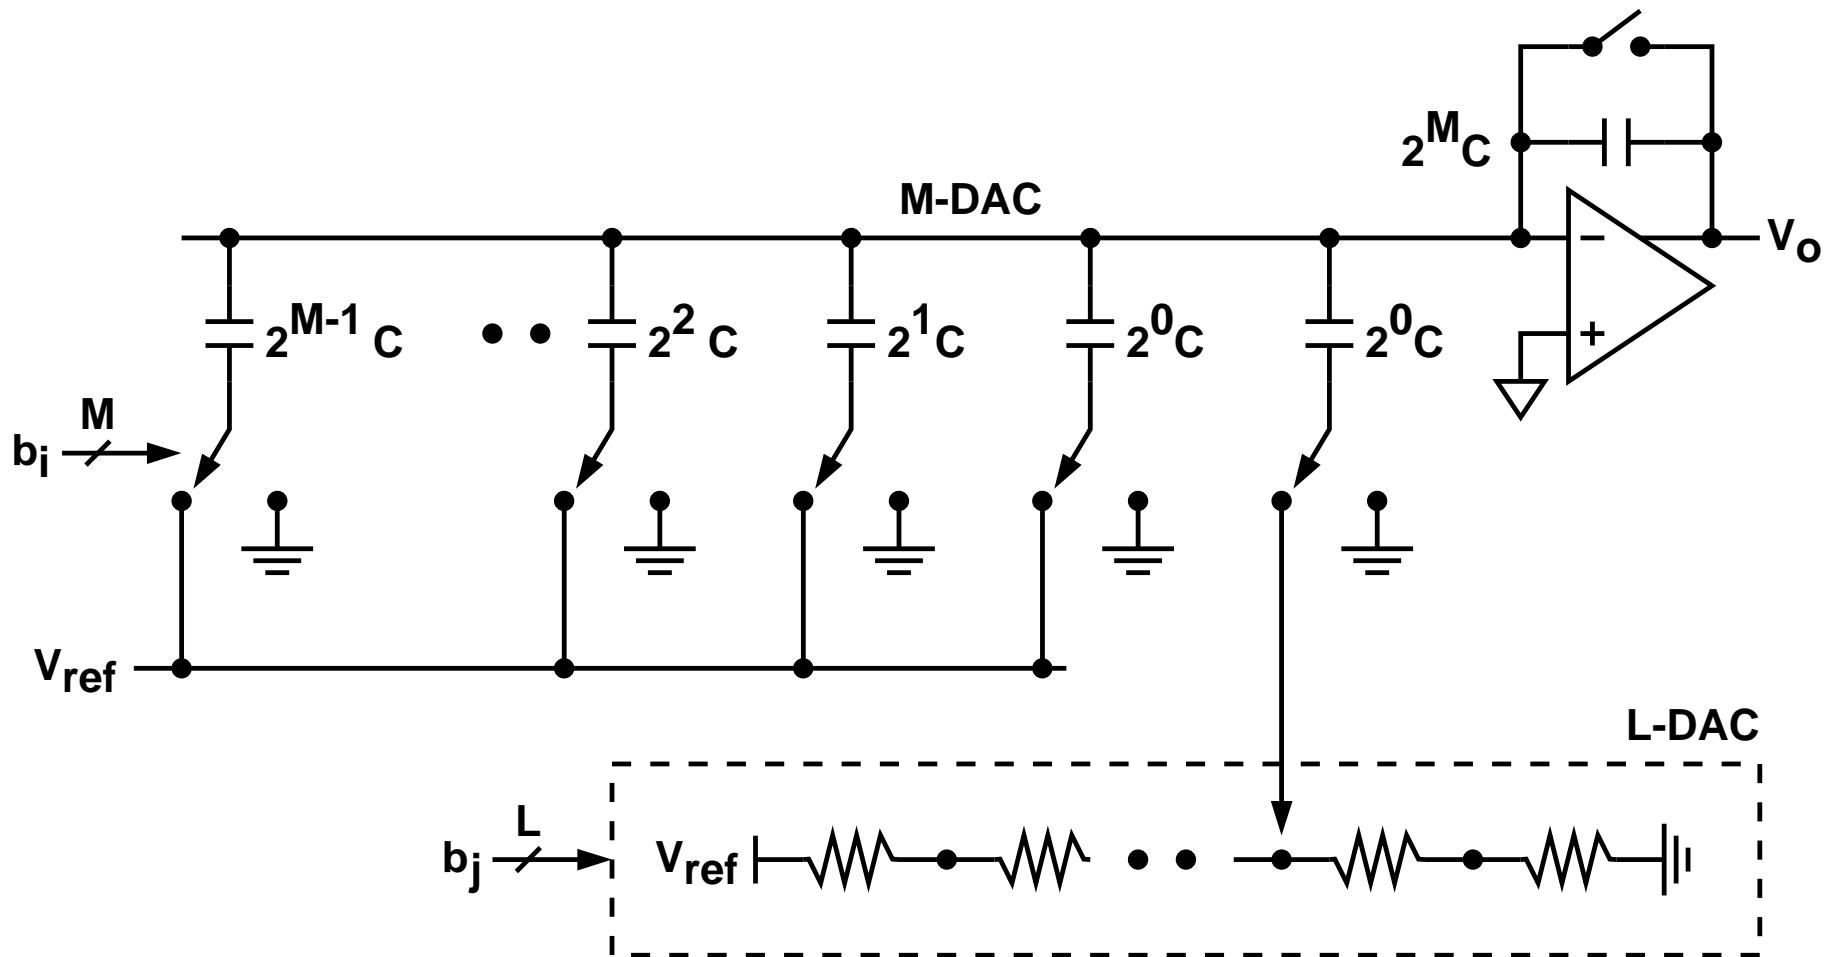 2^M C
M-DAC
V_o
−
2^{M-1} C
2^2 C
2^1 C
2^0 C
2^0 C
+
M
b_i
V_ref
L-DAC
L
b_j
V_ref